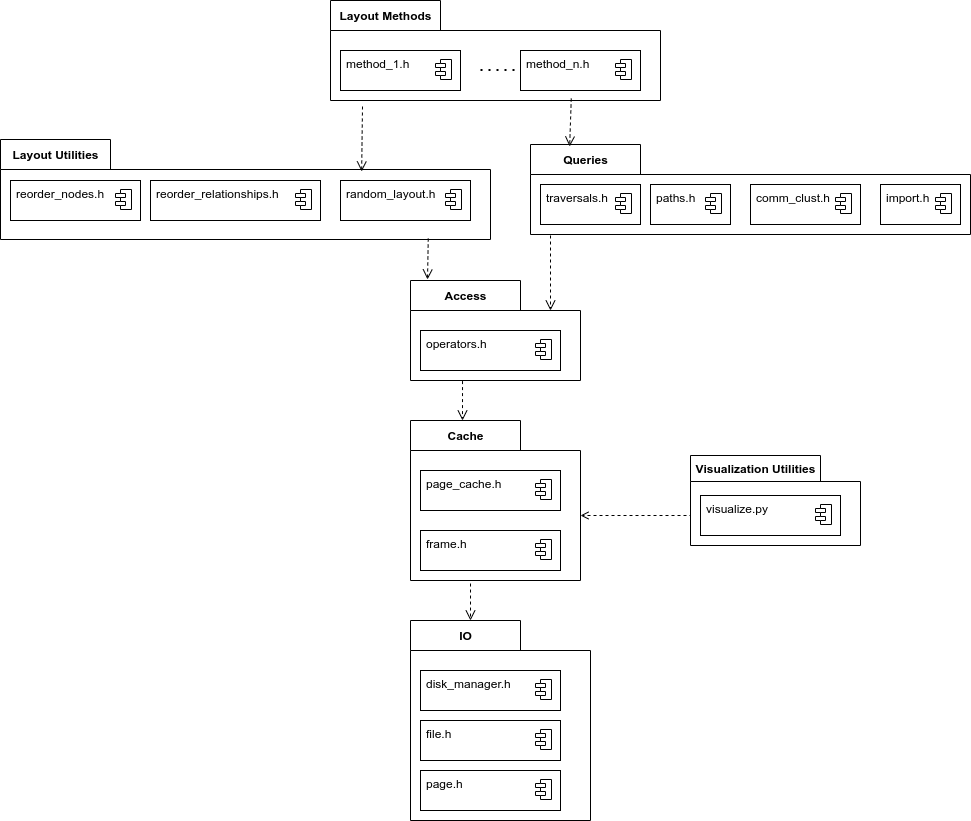 Layout Methods
method_1.h
.....
method_n.h
Layout Utilities
reorder_nodes.h
reorder_relationships.h
random_layout.h
Queries
traversals.h
paths.h
comm_clust.h
import.h
Access
operators.h
Cache
page_cache.h
frame.h
Visualization Utilities
visualize.py
IO
disk_manager.h
file.h
page.h